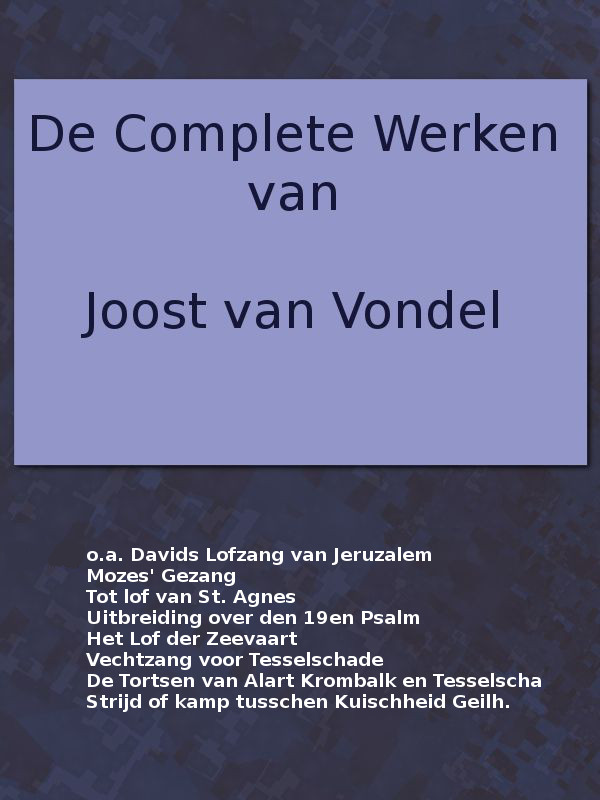 De Complete Werken
van
Joost van Vondel
o.a. Davids Lofzang van Jeruzalem
Mozes' Gezang
Tot lof van St. Agnes
Uitbreiding over den 19en Psalm
Het Lof der Zeevaart
Vechtzang voor Tesselschade
De Tortsen van Alart Krombalk en Tesselscha
Strijd of kamp tusschen Kuischheid Geilh.